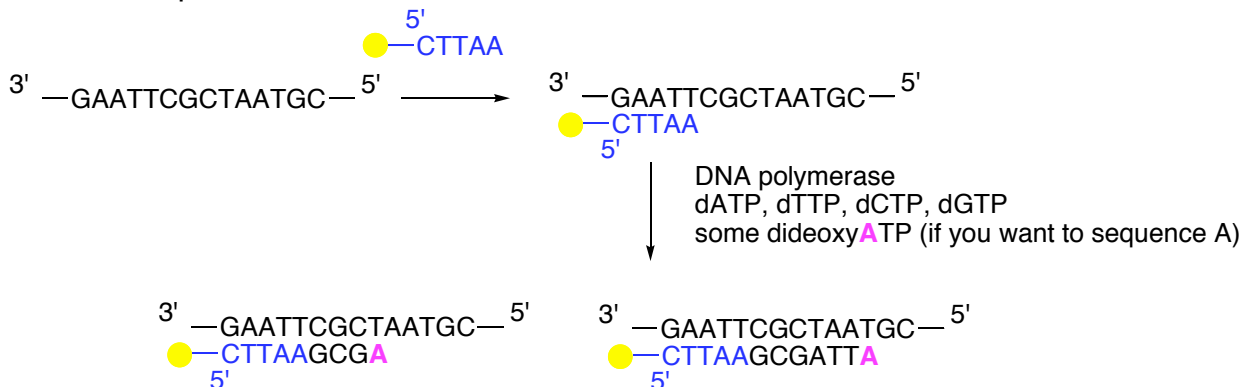 5'
CTTAA
3' GAATTCGCTAATGC 5'
3' GAATTCGCTAATGC 5'
CTTAA
5'
DNA polymerase
dATP, dTTP, dCTP, dGTP
some dideoxyATP (if you want to sequence A)
3' GAATTCGCTAATGC 5'
CTTAAGCGA
5'
3' GAATTCGCTAATGC 5'
CTTAAGCGATTA
5'